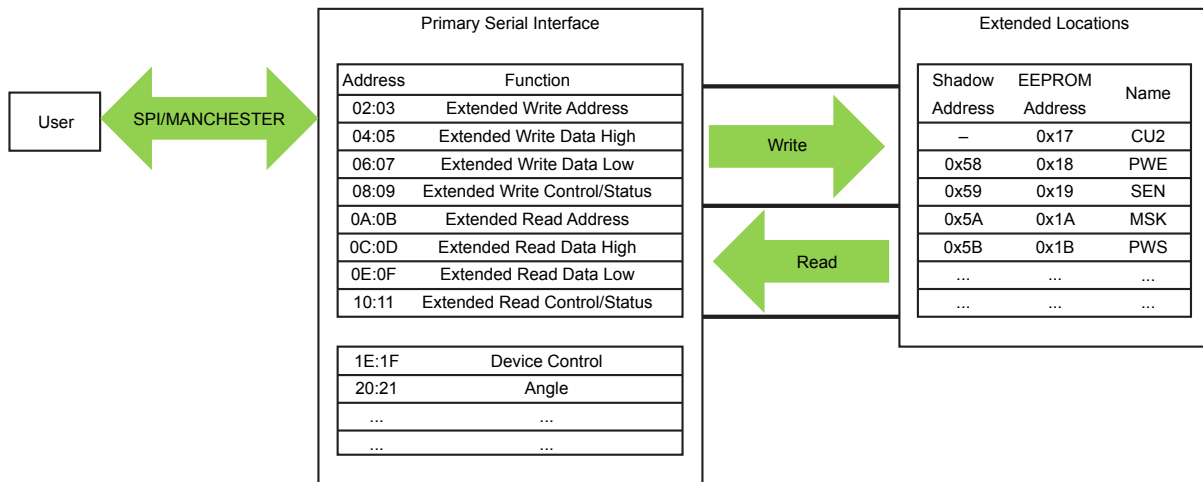 Primary Serial Interface
Extended Locations
User
SPI/MANCHESTER
Address Function
02:03 Extended Write Address
04:05 Extended Write Data High
06:07 Extended Write Data Low
08:09 Extended Write Control/Status
0A:0B Extended Read Address
0C:0D Extended Read Data High
0E:0F Extended Read Data Low
10:11 Extended Read Control/Status
1E:1F Device Control
20:21 Angle
... ...
... ...
Write
Read
Shadow Address EEPROM Address Name
– 0x17 CU2
0x58 0x18 PWE
0x59 0x19 SEN
0x5A 0x1A MSK
0x5B 0x1B PWS
... ... ...
... ... ...